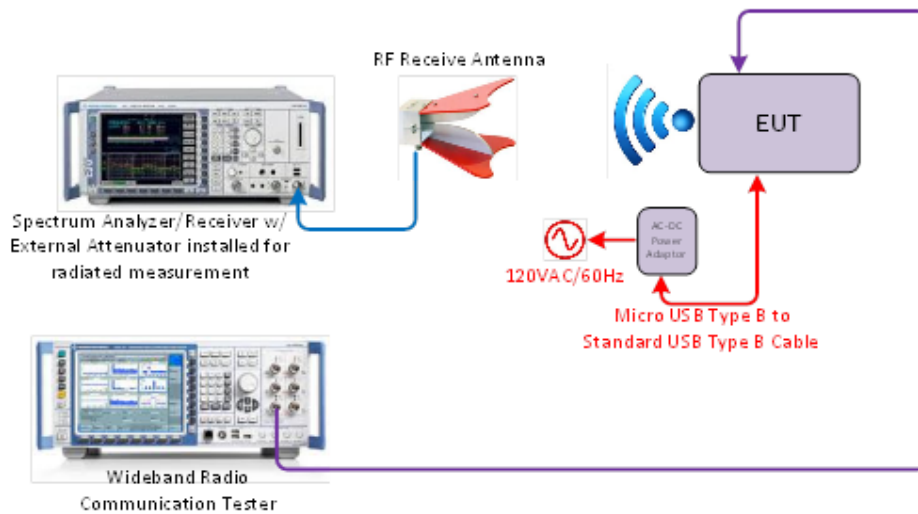 RF Receive Antenna
EUT
Spectrum Analyzer/Receiver w/
External Attenuator installed for
radiated measurement
AC-DC
Power
Adaptor
120VAC/60Hz
Micro USB Type B to
Standard USB Type B Cable
Wideband Radio
Communication Tester